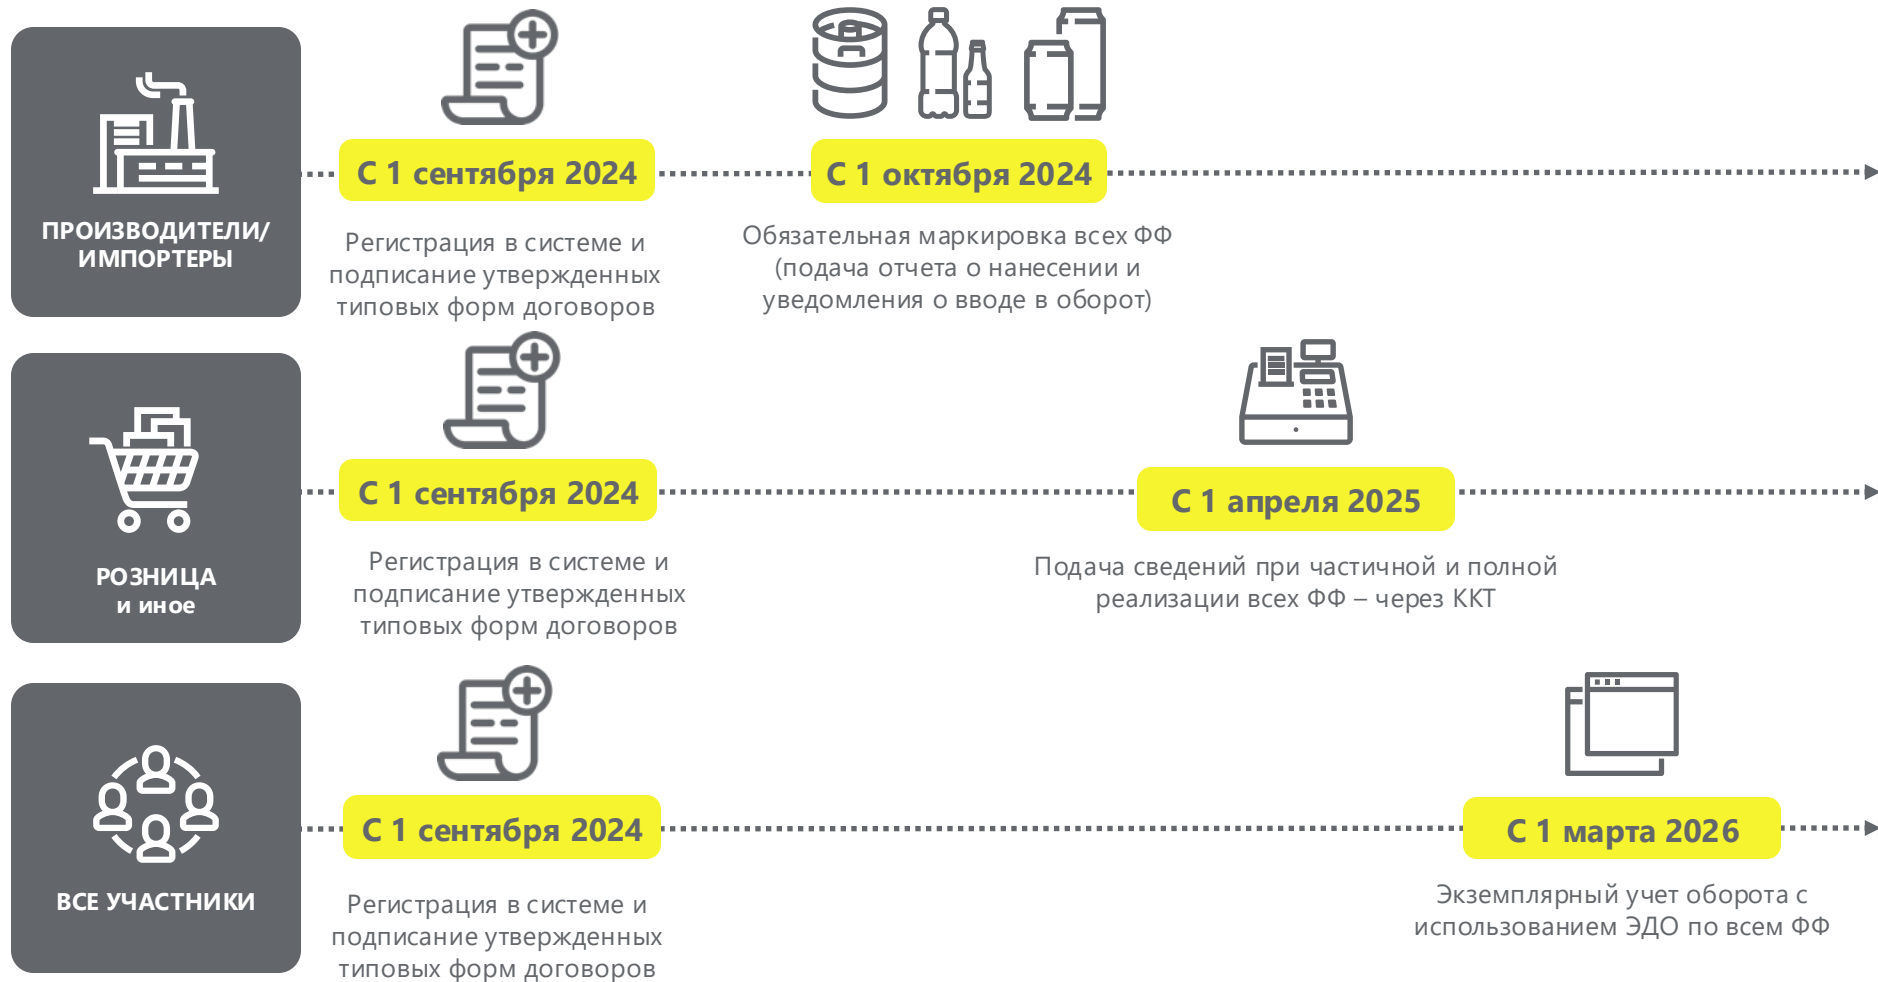 ПРОИЗВОДИТЕЛИ/
ИМПОРТЕРЫ
С 1 сентября 2024
Регистрация в системе и
подписание утвержденных
типовых форм договоров
С 1 октября 2024
Обязательная маркировка всех ФФ
(подача отчета о нанесении и
уведомления о вводе в оборот)
РОЗНИЦА
и иное
С 1 сентября 2024
Регистрация в системе и
подписание утвержденных
типовых форм договоров
С 1 апреля 2025
Подача сведений при частичной и полной
реализации всех ФФ – через ККТ
ВСЕ УЧАСТНИКИ
С 1 сентября 2024
Регистрация в системе и
подписание утвержденных
типовых форм договоров
С 1 марта 2026
Экземплярный учет оборота с
использованием ЭДО по всем ФФ